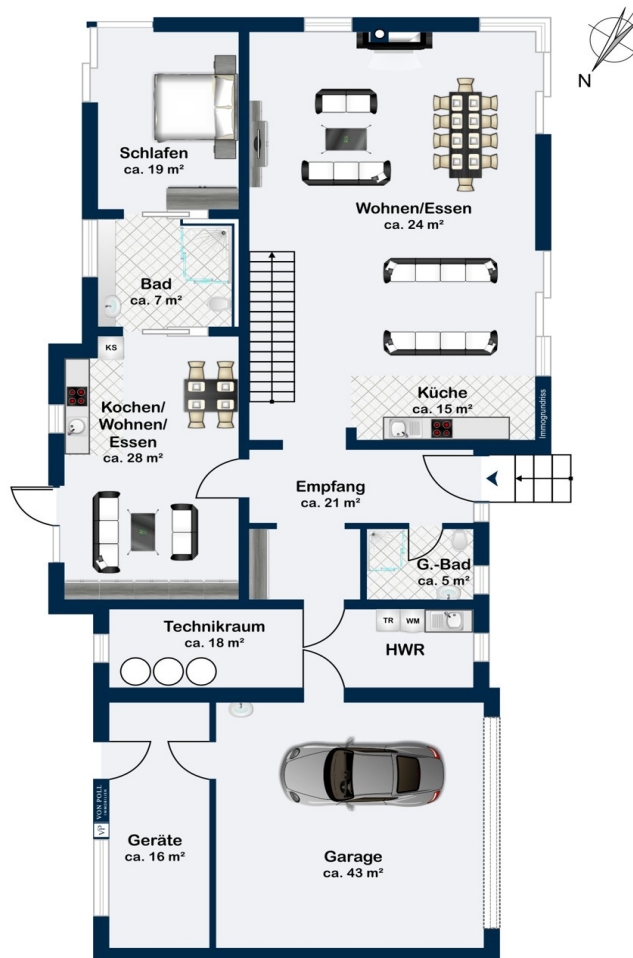 N
Schlafen
ca. 19 m²
Wohnen/Essen
ca. 24 m²
Bad
ca. 7 m²
KS
Kochen/
Wohnen/
Essen
ca. 28 m²
Küche
ca. 15 m²
Immogrundriss
Empfang
ca. 21 m²
G.-Bad
ca. 5 m²
Technikraum
ca. 18 m²
TR
WM
HWR
VP VON POLL
IMMOBILIEN
Geräte
ca. 16 m²
Garage
ca. 43 m²